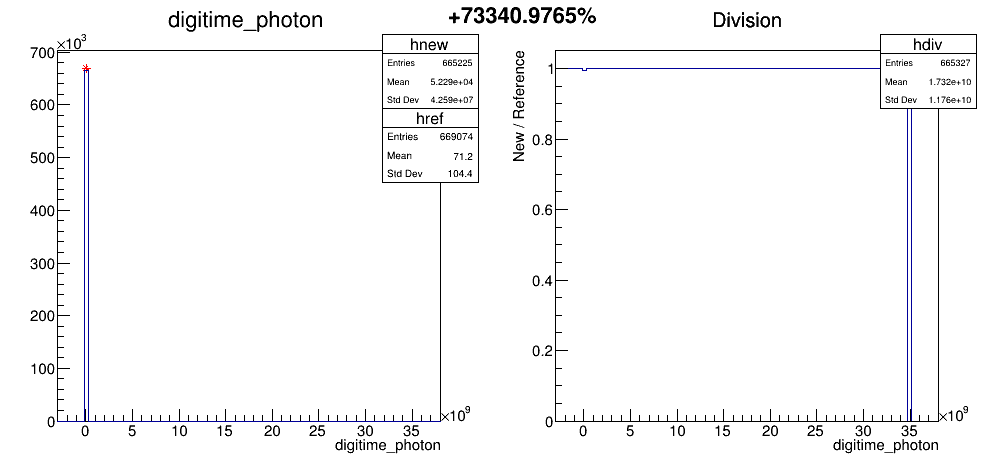 digitime_photon
+73340.9765%
Division
×10³
700
600
500
400
300
200
100
0
0 5 10 15 20 25 30 35
×10⁹
digitime_photon
hnew
Entries 665225
Mean 5.229e+04
Std Dev 4.259e+07
href
Entries 669074
Mean 71.2
Std Dev 104.4
New / Reference
1
0.8
0.6
0.4
0.2
0
0 5 10 15 20 25 30 35
×10⁹
digitime_photon
hdiv
Entries 665327
Mean 1.732e+10
Std Dev 1.176e+10